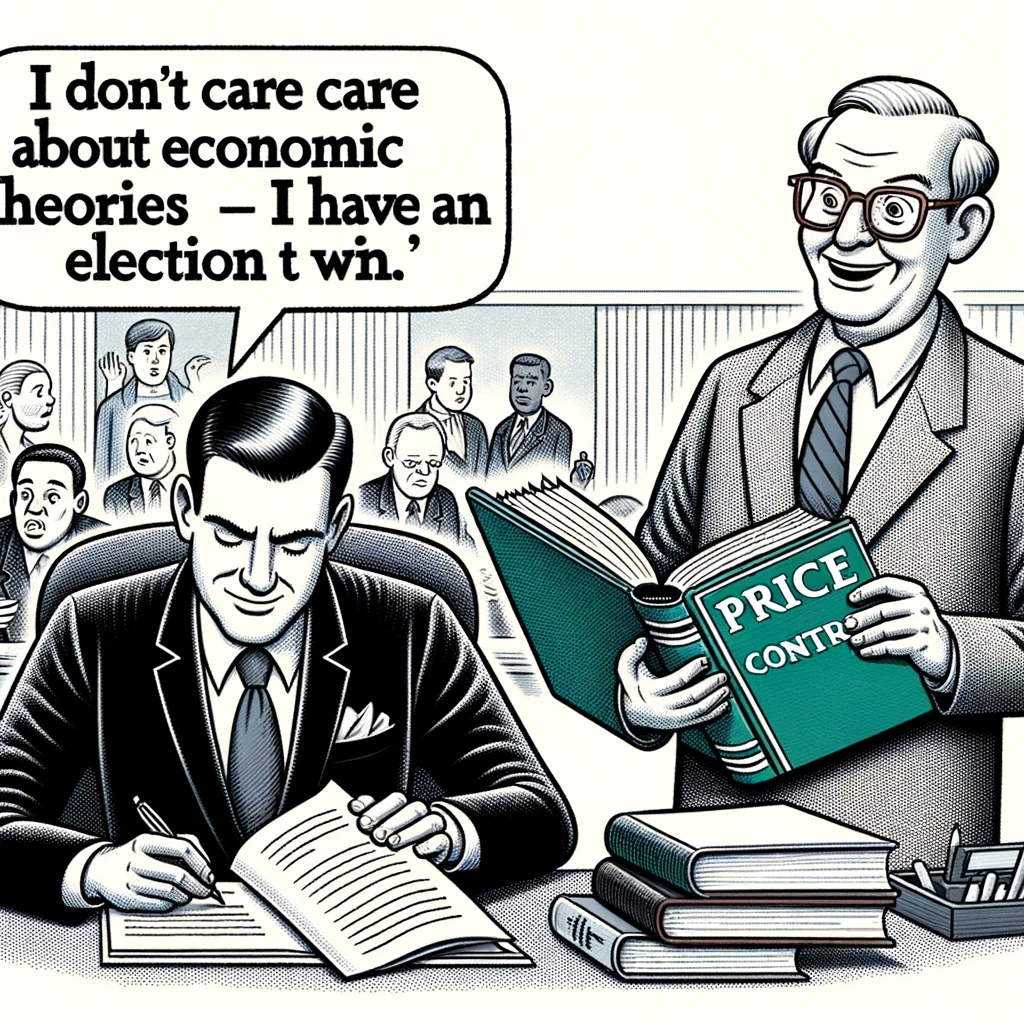 I don't care care
about economic
heories – I have an
election t win.'
PRICE
CONTR